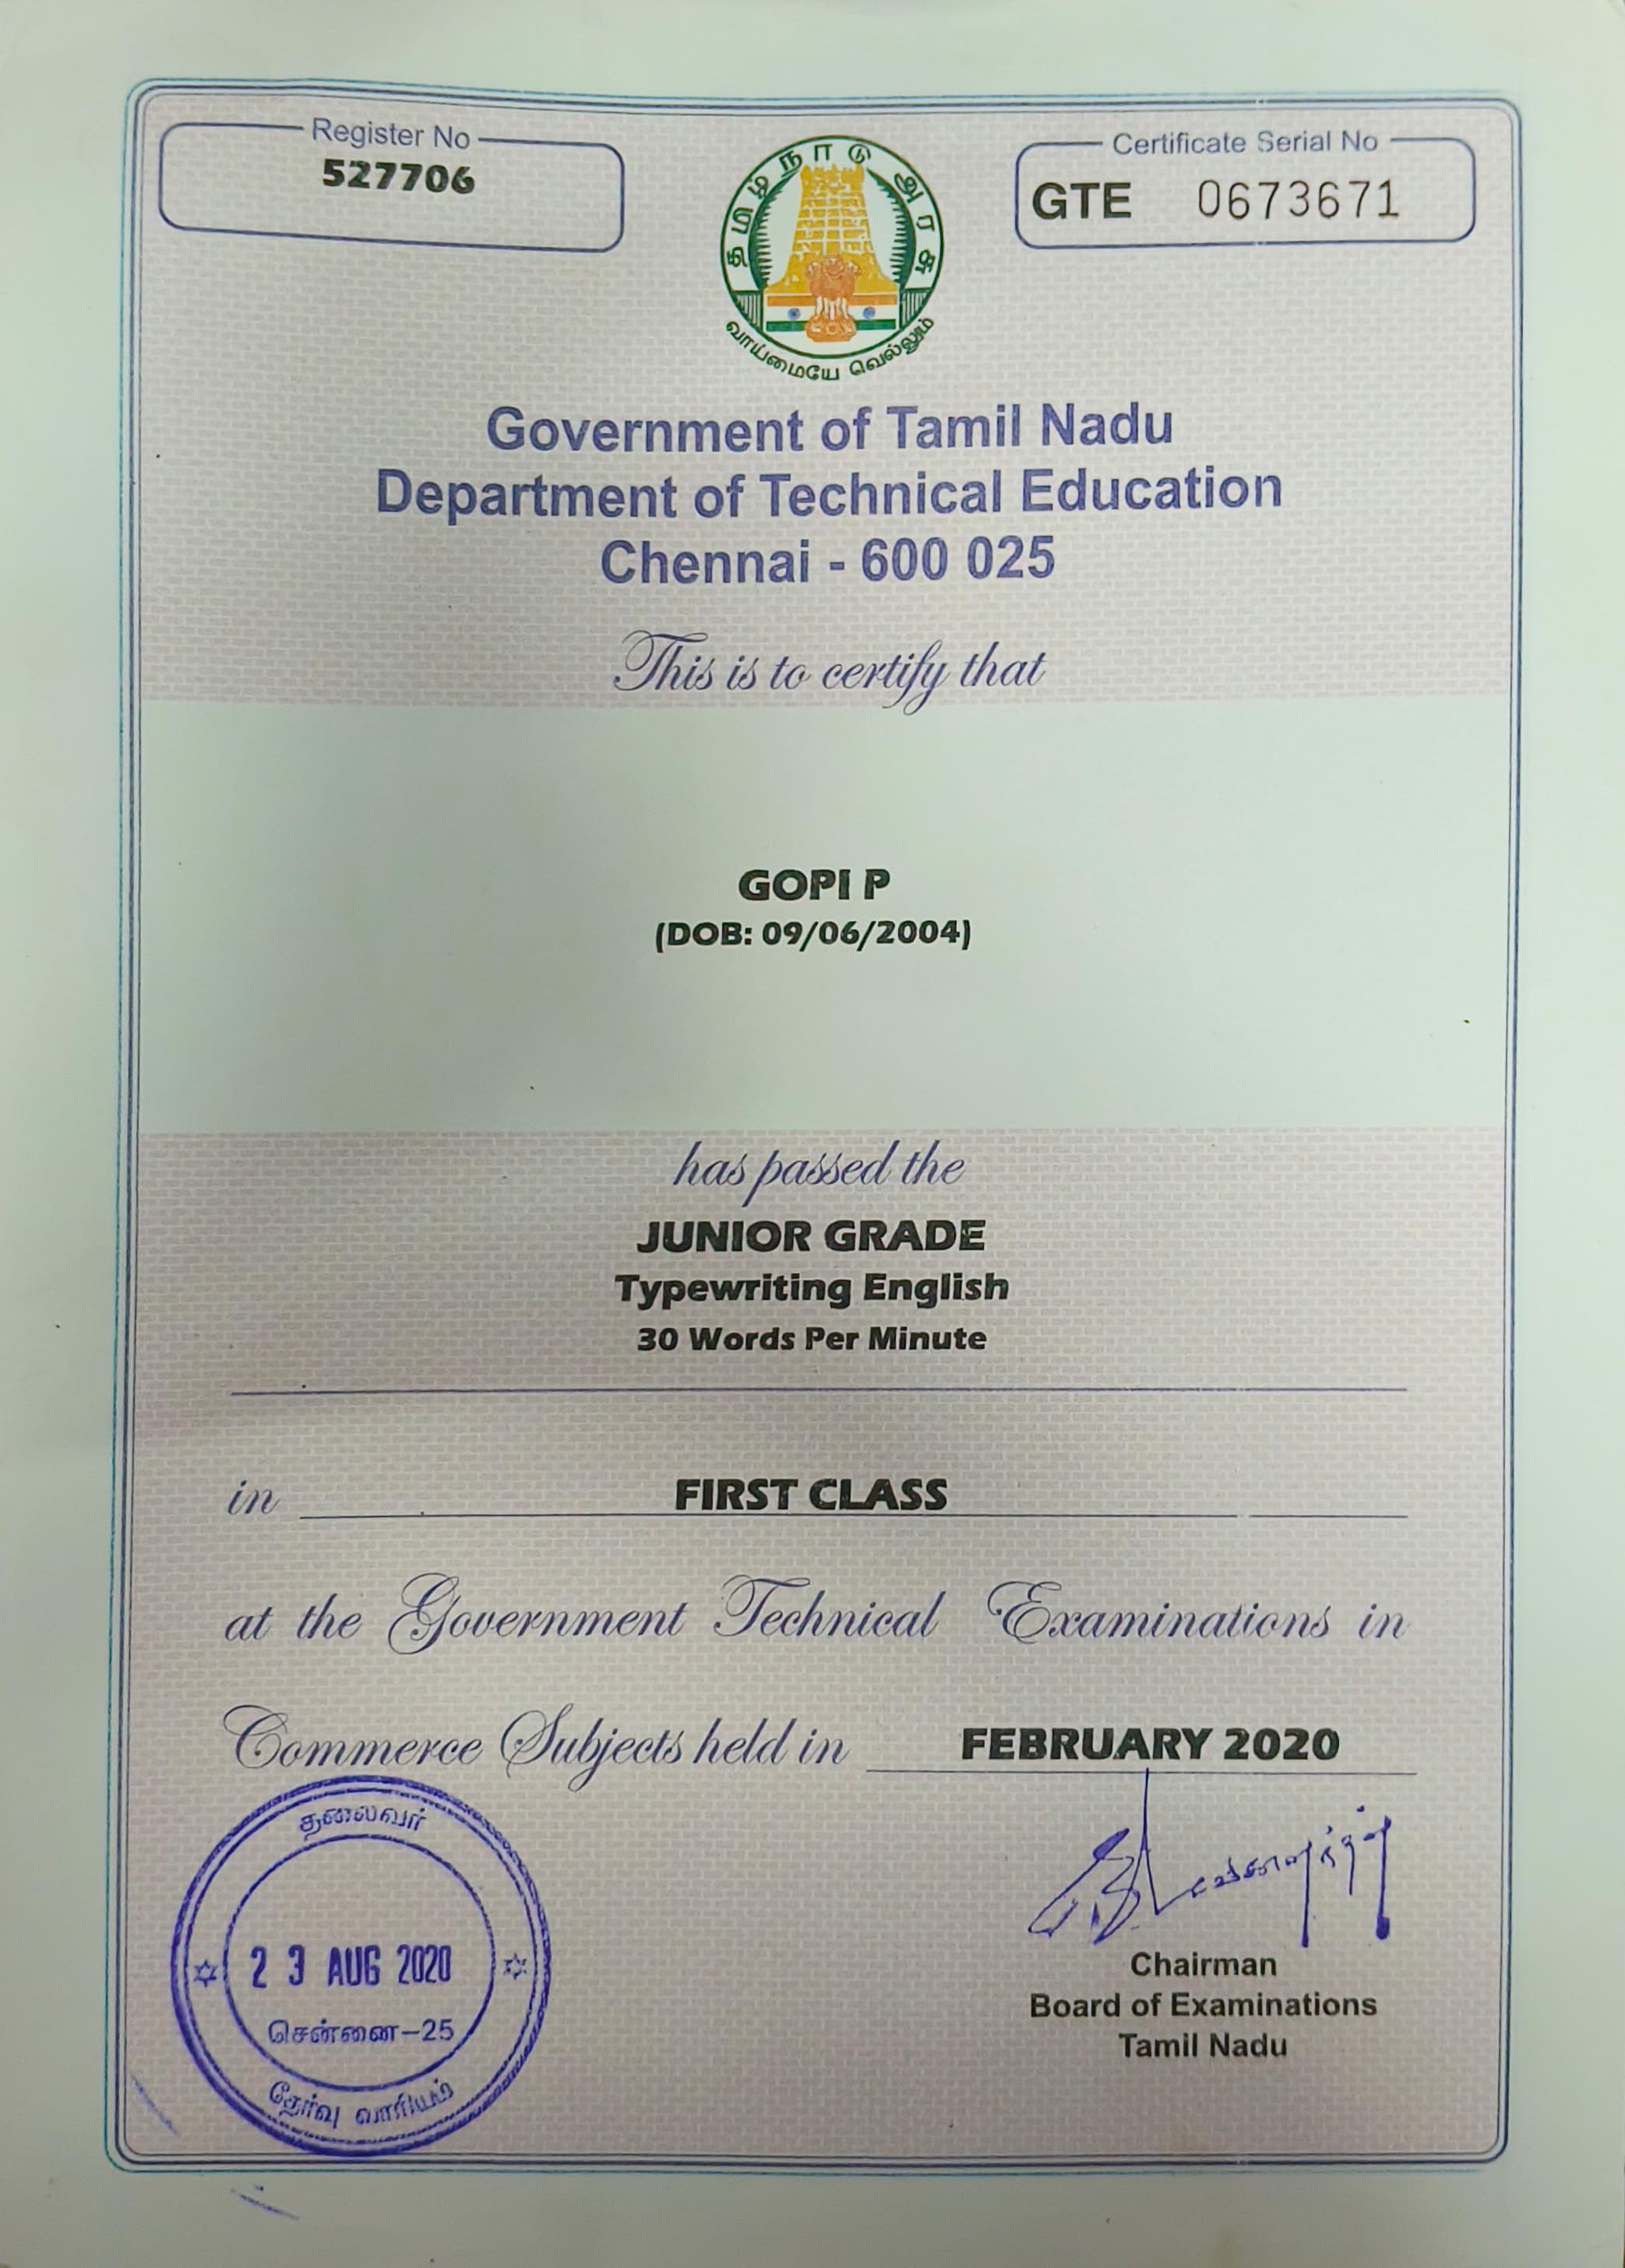 Register No
527706
Certificate Serial No
GTE 0673671
தமிழ்நாடு அரசு
வாய்மையே வெல்லும்
Government of Tamil Nadu
Department of Technical Education
Chennai - 600 025
This is to certify that
GOPI P
(DOB: 09/06/2004)
has passed the
JUNIOR GRADE
Typewriting English
30 Words Per Minute
in FIRST CLASS
at the Government Technical Examinations in
Commerce Subjects held in FEBRUARY 2020
தலைவர்
23 AUG 2020
சென்னை-25
தேர்வு வாரியம்
Chairman
Board of Examinations
Tamil Nadu